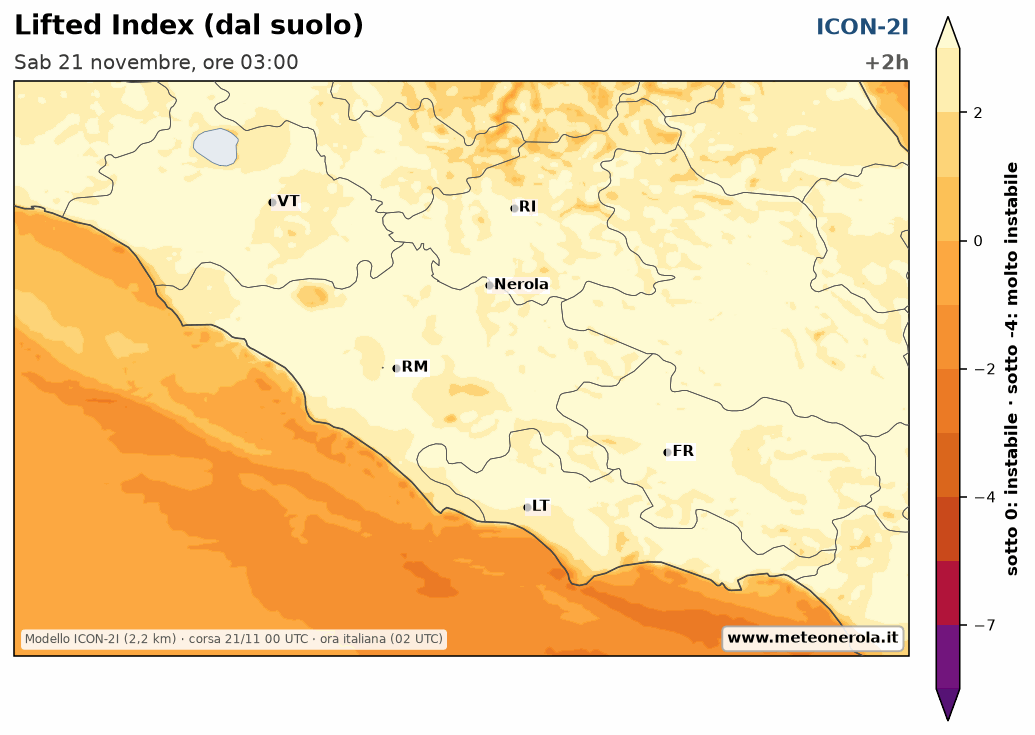 Lifted Index (dal suolo)
ICON-2I
Sab 21 novembre, ore 03:00
+2h
VT
RI
Nerola
RM
FR
LT
Modello ICON-2I (2,2 km) · corsa 21/11 00 UTC · ora italiana (02 UTC)
www.meteonerola.it
2
0
−2
−4
−7
sotto 0: instabile · sotto -4: molto instabile